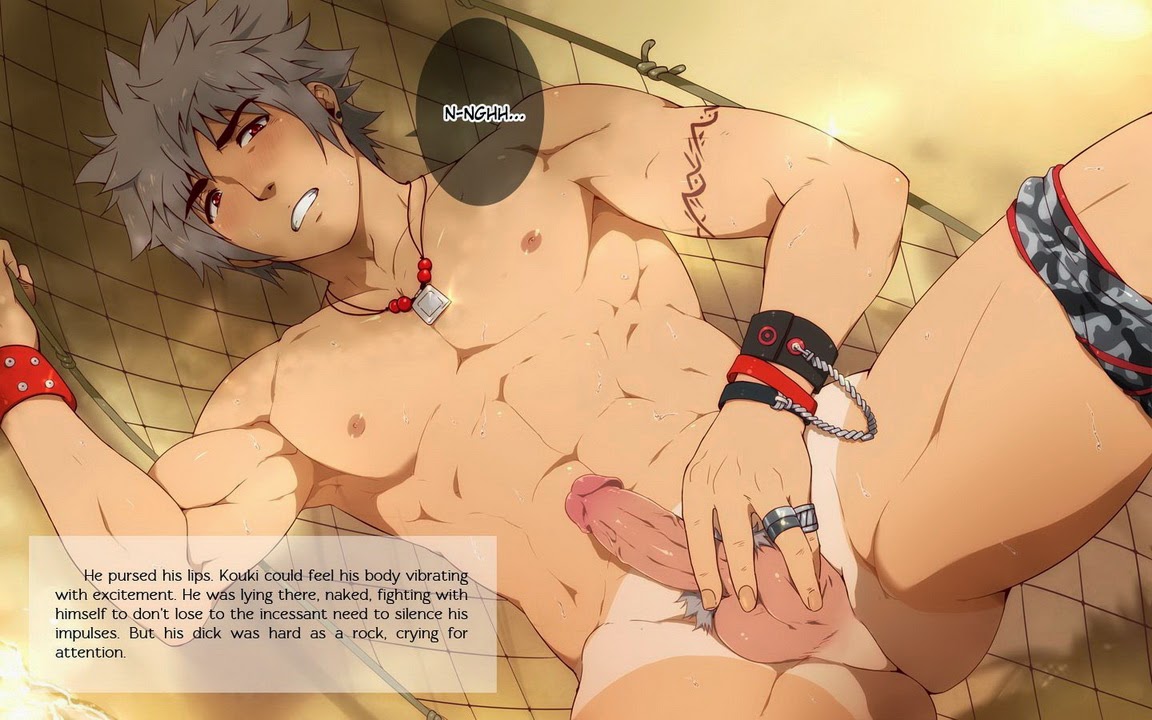 N-NGHH...
He pursed his lips. Kouki could feel his body vibrating
with excitement. He was lying there, naked, fighting with
himself to don't lose to the incessant need to silence his
impulses. But his dick was hard as a rock, crying for
attention.